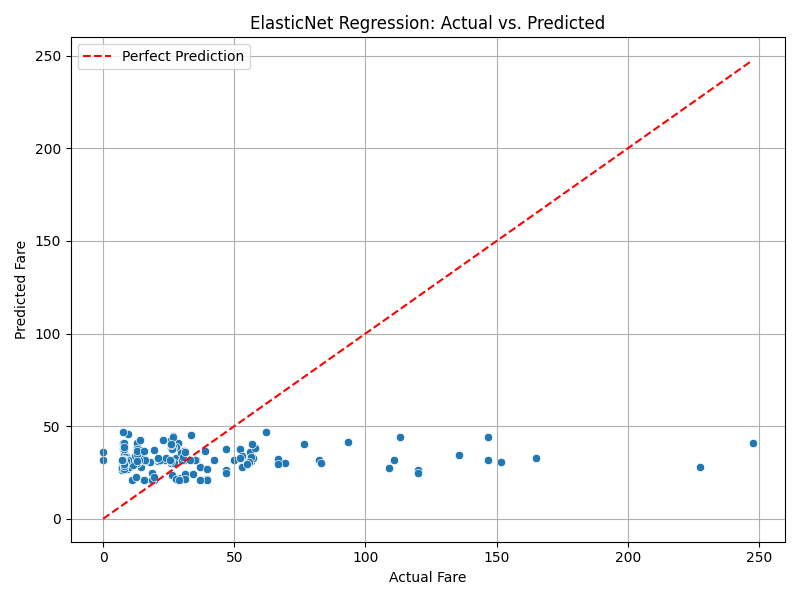 ElasticNet Regression: Actual vs. Predicted
Perfect Prediction
250
200
150
100
50
0
Predicted Fare
0 50 100 150 200 250
Actual Fare